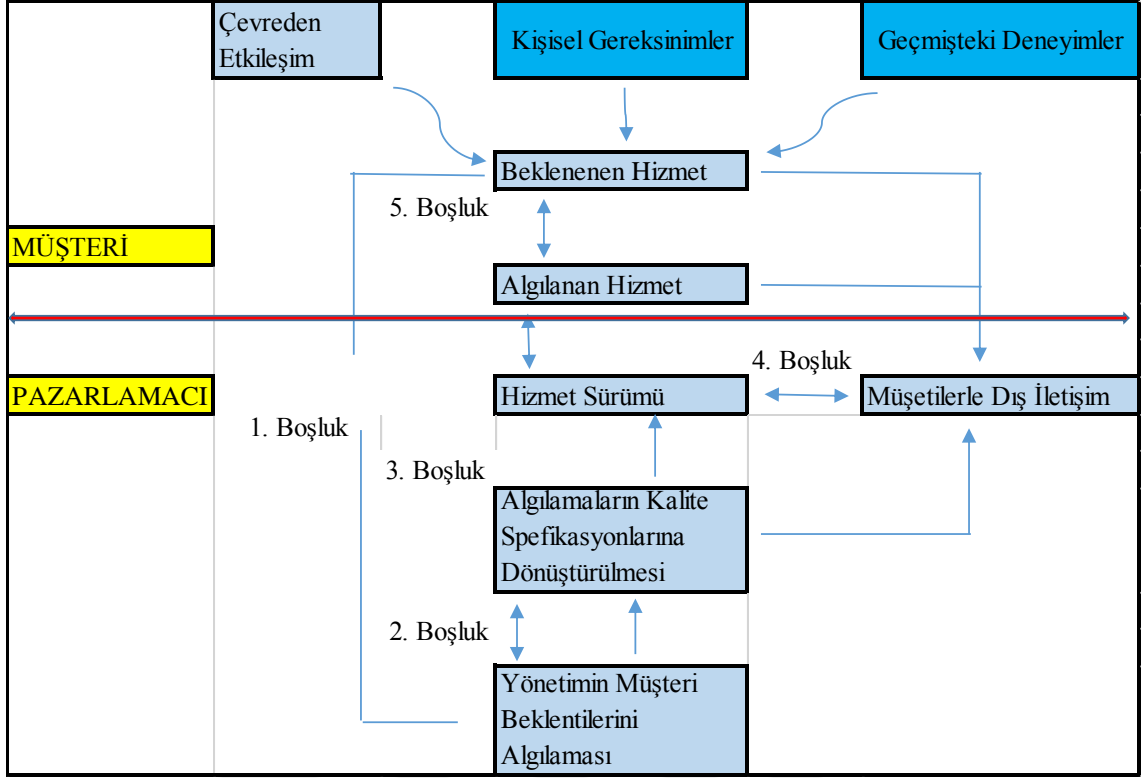 Çevreden
Etkileşim
Kişisel Gereksinimler
Geçmişteki Deneyimler
Beklenenen Hizmet
5. Boşluk
MÜŞTERİ
Algılanan Hizmet
4. Boşluk
PAZARLAMACI
Hizmet Sürümü
Müşetilerle Dış İletişim
1. Boşluk
3. Boşluk
Algılamaların Kalite
Spefikasyonlarına
Dönüştürülmesi
2. Boşluk
Yönetimin Müşteri
Beklentilerini
Algılaması